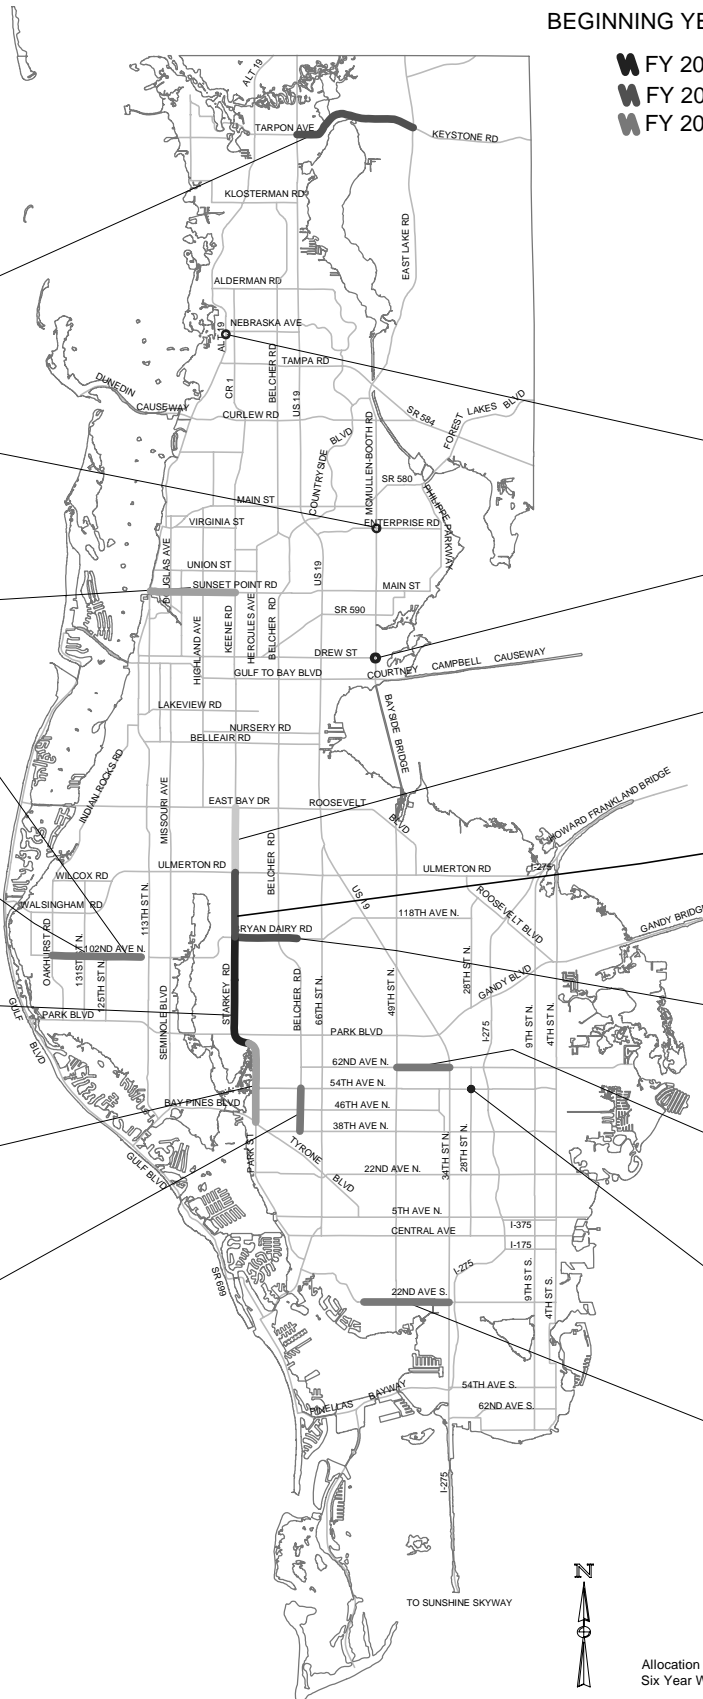 BEGINNING YE
FY 20
FY 20
FY 20
ALT 19
TARPON AVE
KEYSTONE RD
KLOSTERMAN RD
EAST LAKE RD
ALDERMAN RD
NEBRASKA AVE
ALT 19
TAMPA RD
BELCHER RD
CR 1
US 19
DUNEDIN
CAUSEWAY
CURLEW RD
SR 584
FOREST LAKES BLVD
COUNTRYSIDE BLVD
MCMULLEN-BOOTH RD
SR 580
MAIN ST
PHILIPPE PARKWAY
VIRGINIA ST
ENTERPRISE RD
DOUGLAS AVE
UNION ST
US 19
SUNSET POINT RD
MAIN ST
HIGHLAND AVE
KEENE RD
HERCULES AVE
BELCHER RD
SR 590
DREW ST
GULF TO BAY BLVD
COURTNEY CAMPBELL CAUSEWAY
LAKEVIEW RD
BAYSIDE BRIDGE
NURSERY RD
BELLEAIR RD
INDIAN ROCKS RD
MISSOURI AVE
EAST BAY DR
ROOSEVELT BLVD
HOWARD FRANKLAND BRIDGE
BELCHER RD
ULMERTON RD
ULMERTON RD
I-275
WILCOX RD
WALSINGHAM RD
113TH ST N.
US 19
118TH AVE N.
ROOSEVELT BLVD
GANDY BRIDGE
BRYAN DAIRY RD
OAKHURST RD
131ST ST N.
125TH ST N.
102ND AVE N.
STARKEY RD
BELCHER RD
66TH ST N.
49TH ST N.
28TH ST N.
GANDY BLVD
GULF BLVD
PARK BLVD
SEMINOLE BLVD
PARK BLVD
I-275
9TH ST N.
4TH ST N.
62ND AVE N.
54TH AVE N.
BAY PINES BLVD
46TH AVE N.
38TH AVE N.
PARK ST
TYRONE BLVD
34TH ST N.
28TH ST N.
GULF BLVD
22ND AVE N.
5TH AVE N.
I-375
CENTRAL AVE
I-175
SR 699
I-275
9TH ST S.
4TH ST S.
22ND AVE S.
54TH AVE S.
PINELLAS BAYWAY
62ND AVE S.
I-275
TO SUNSHINE SKYWAY
N
Allocation
Six Year W